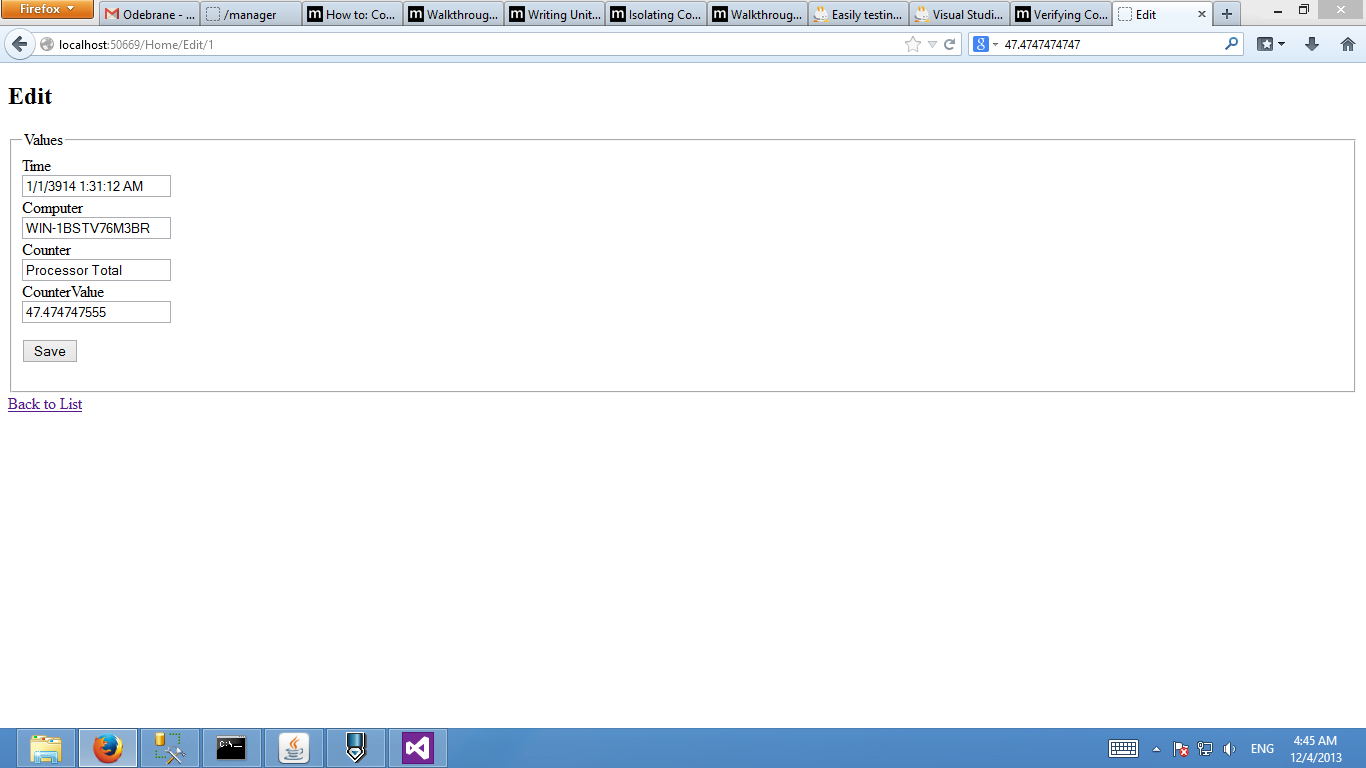 Firefox
Odebrane - ...
/manager
How to: Co...
Walkthroug...
Writing Unit...
Isolating Co...
Walkthroug...
Easily testin...
Visual Studi...
Verifying Co...
Edit
localhost:50669/Home/Edit/1
47.4747474747
Edit
Values
Time
1/1/3914 1:31:12 AM
Computer
WIN-1BSTV76M3BR
Counter
Processor Total
CounterValue
47.474747555
Save
Back to List
C:\_
ENG
4:45 AM
12/4/2013